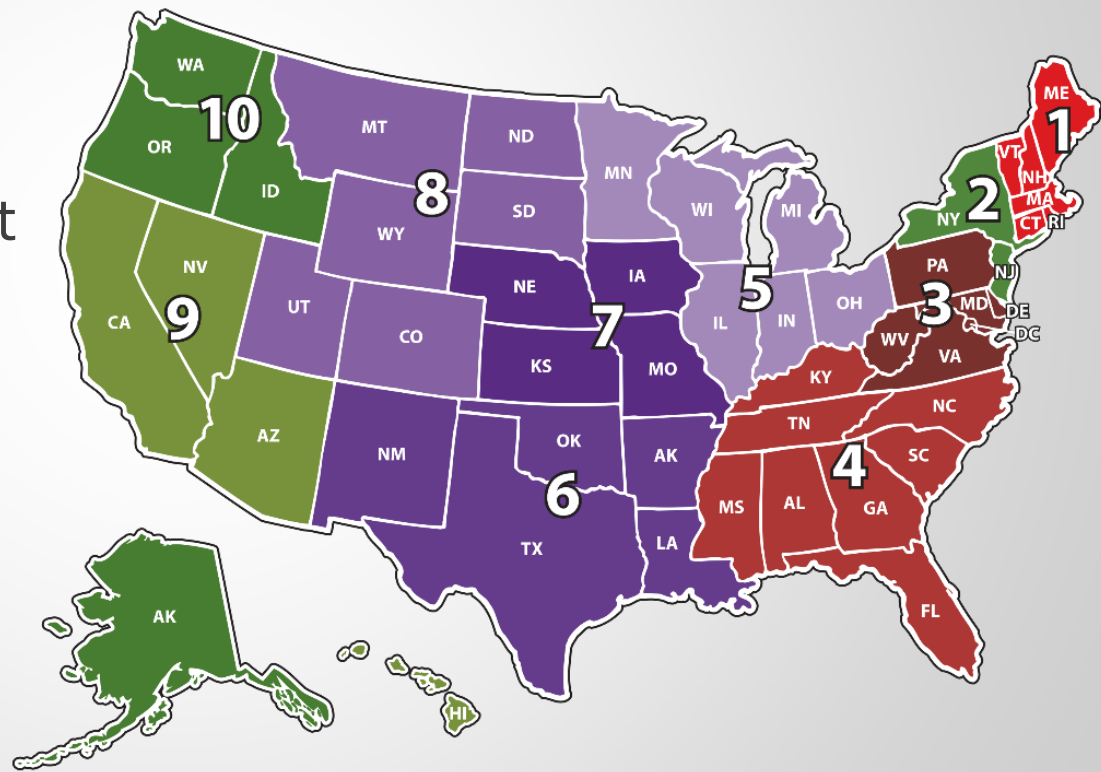 t
WA
OR
ID
10
MT
ND
SD
WY
8
UT
CO
MN
WI
MI
IL
IN
OH
5
NE
IA
KS
MO
7
CA
NV
AZ
9
NM
TX
OK
AK
LA
6
KY
TN
NC
SC
MS
AL
GA
FL
4
PA
MD
DE
DC
WV
VA
3
NY
NJ
2
ME
VT
NH
MA
CT
RI
1
AK
HI